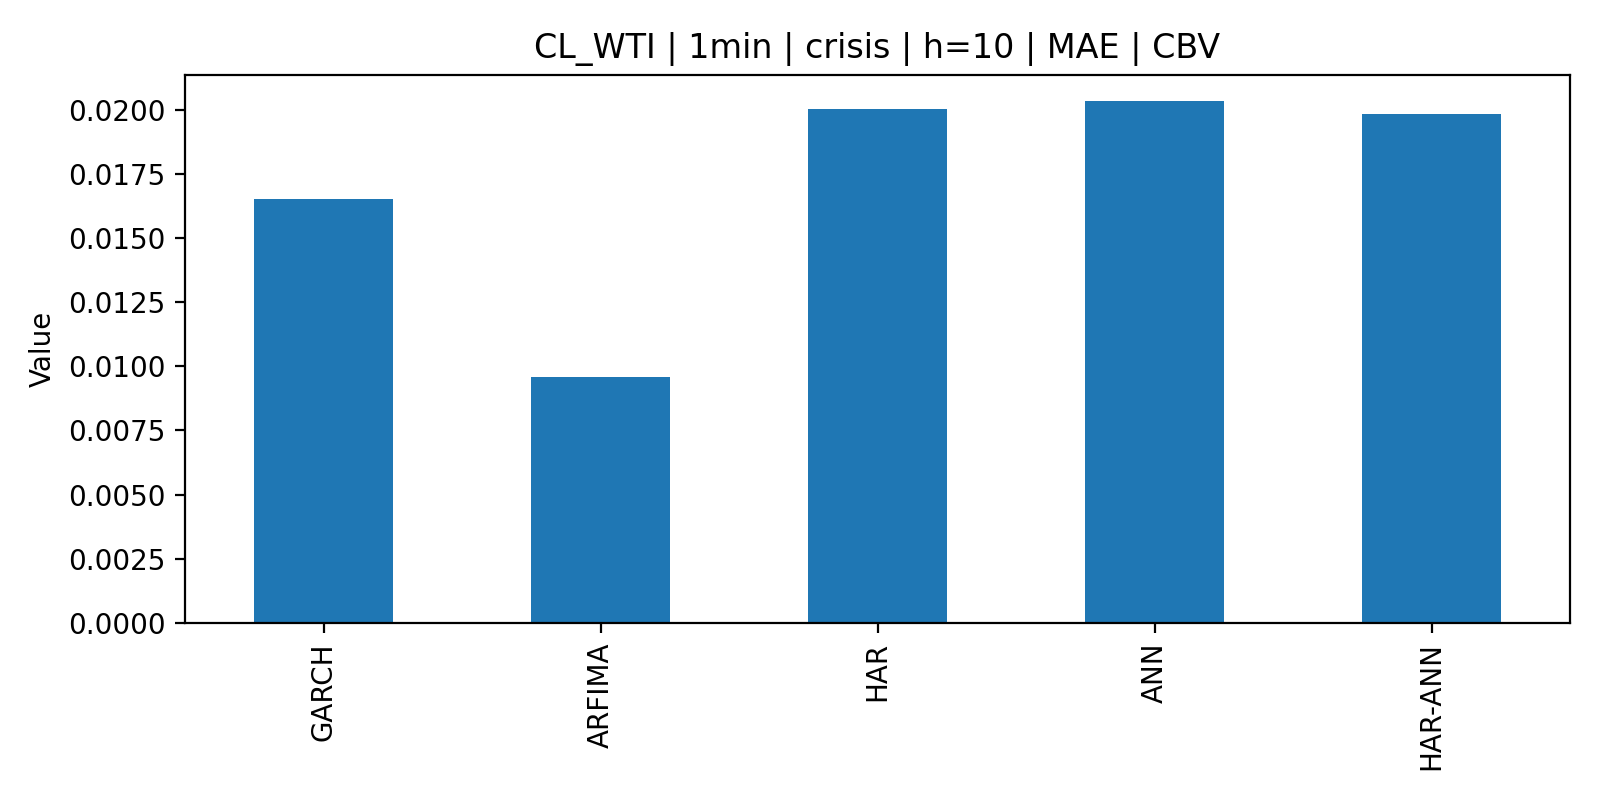 CL_WTI | 1min | crisis | h=10 | MAE | CBV
Value
0.0200
0.0175
0.0150
0.0125
0.0100
0.0075
0.0050
0.0025
0.0000
GARCH
ARFIMA
HAR
ANN
HAR-ANN